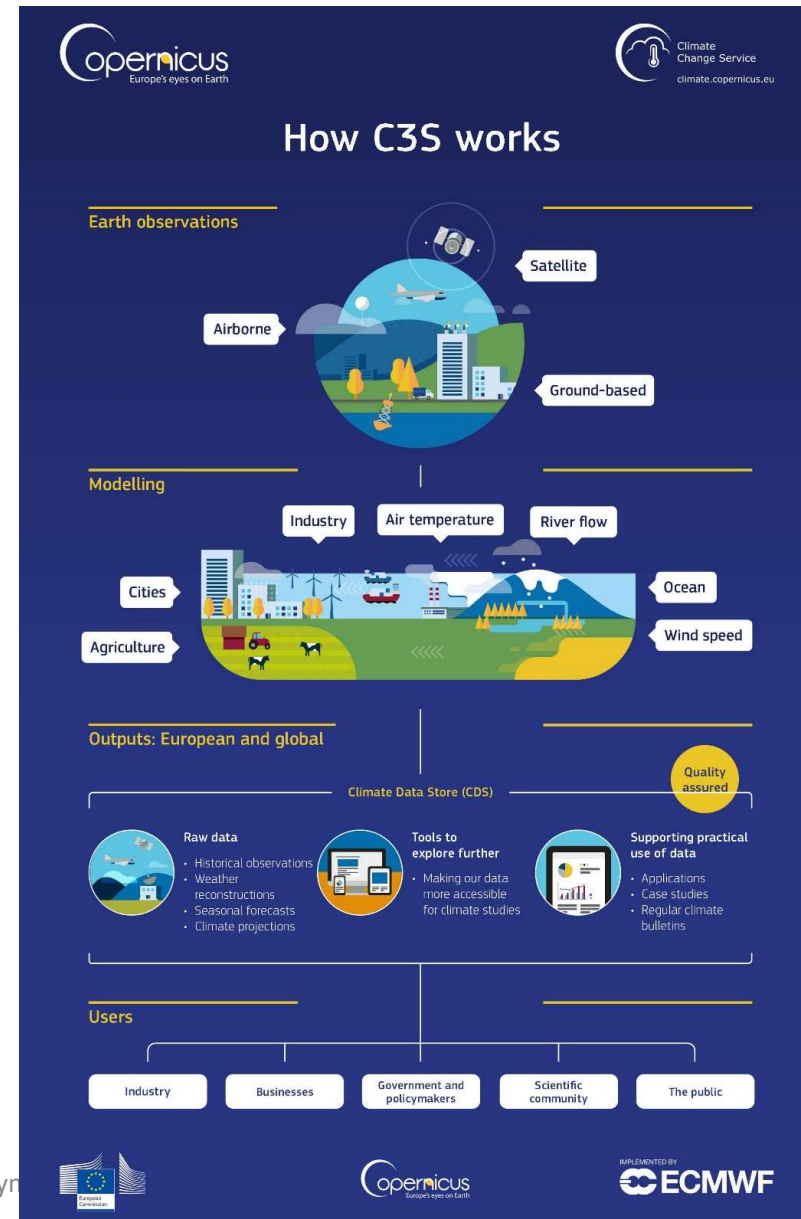 Copernicus
Europe's eyes on Earth
Climate
Change Service
climate.copernicus.eu
How C3S works
Earth observations
Satellite
Airborne
Ground-based
Modelling
Industry
Air temperature
River flow
Cities
Ocean
Agriculture
Wind speed
Outputs: European and global
Quality
assured
Climate Data Store (CDS)
Raw data
• Historical observations
• Weather
reconstructions
• Seasonal forecasts
• Climate projections
Tools to
explore further
• Making our data
more accessible
for climate studies
Supporting practical
use of data
• Applications
• Case studies
• Regular climate
bulletins
Users
Industry
Businesses
Government and
policymakers
Scientific
community
The public
European
Commission
Copernicus
Europe's eyes on Earth
IMPLEMENTED BY
ECMWF